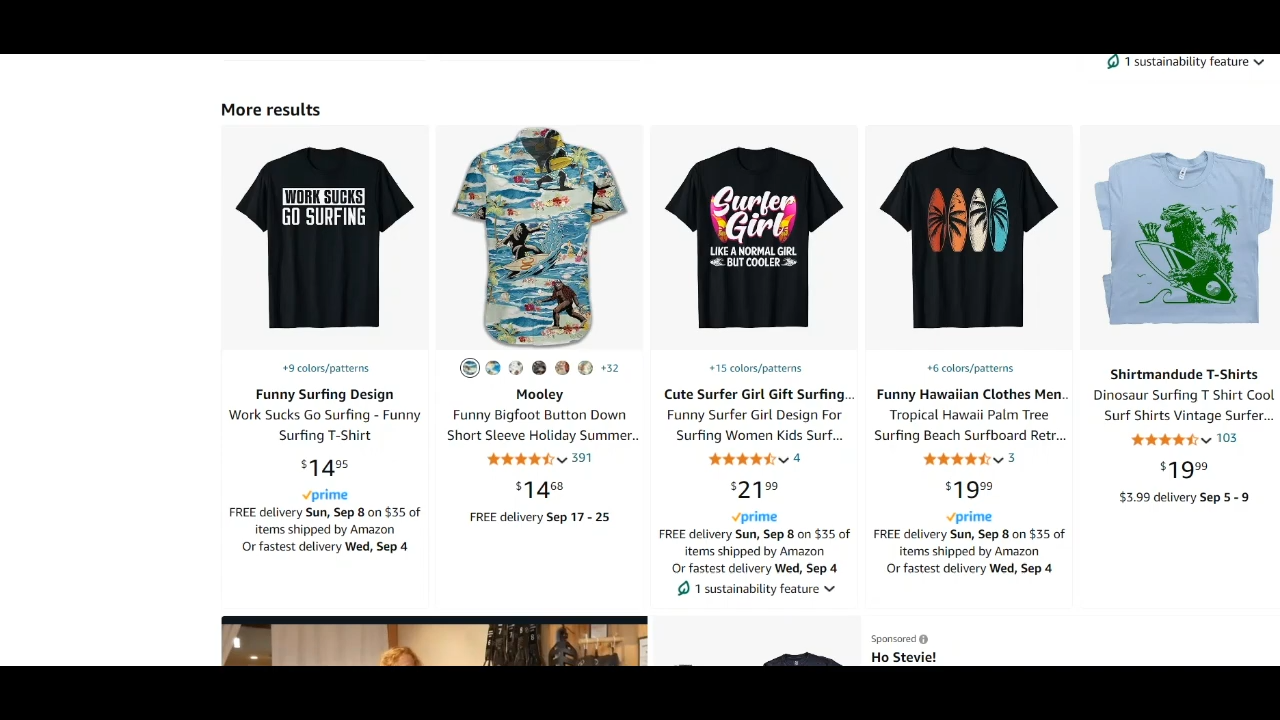 1 sustainability feature
More results
WORK SUCKS
GO SURFING
Surfer
Girl
LIKE A NORMAL GIRL
BUT COOLER
+9 colors/patterns
Funny Surfing Design
Work Sucks Go Surfing - Funny
Surfing T-Shirt
$14.95
prime
FREE delivery Sun, Sep 8 on $35 of
items shipped by Amazon
Or fastest delivery Wed, Sep 4
+32
Mooley
Funny Bigfoot Button Down
Short Sleeve Holiday Summer..
391
$14.68
FREE delivery Sep 17 - 25
+15 colors/patterns
Cute Surfer Girl Gift Surfing...
Funny Surfer Girl Design For
Surfing Women Kids Surf...
4
$21.99
prime
FREE delivery Sun, Sep 8 on $35 of
items shipped by Amazon
Or fastest delivery Wed, Sep 4
1 sustainability feature
+6 colors/patterns
Funny Hawaiian Clothes Men..
Tropical Hawaii Palm Tree
Surfing Beach Surfboard Retr...
3
$19.99
prime
FREE delivery Sun, Sep 8 on $35 of
items shipped by Amazon
Or fastest delivery Wed, Sep 4
Shirtmandude T-Shirts
Dinosaur Surfing T Shirt Cool
Surf Shirts Vintage Surfer...
103
$19.99
$3.99 delivery Sep 5 - 9
Sponsored
Ho Stevie!